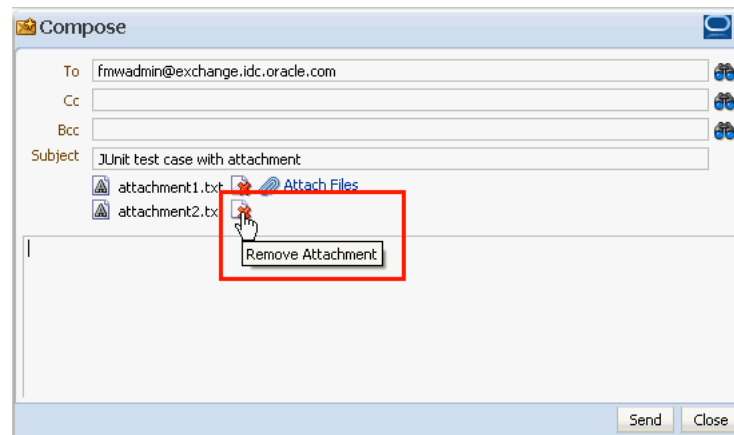 Compose
To fmwadmin@exchange.idc.oracle.com
Cc
Bcc
Subject JUnit test case with attachment
attachment1.txt Attach Files
attachment2.tx
Remove Attachment
Send Close